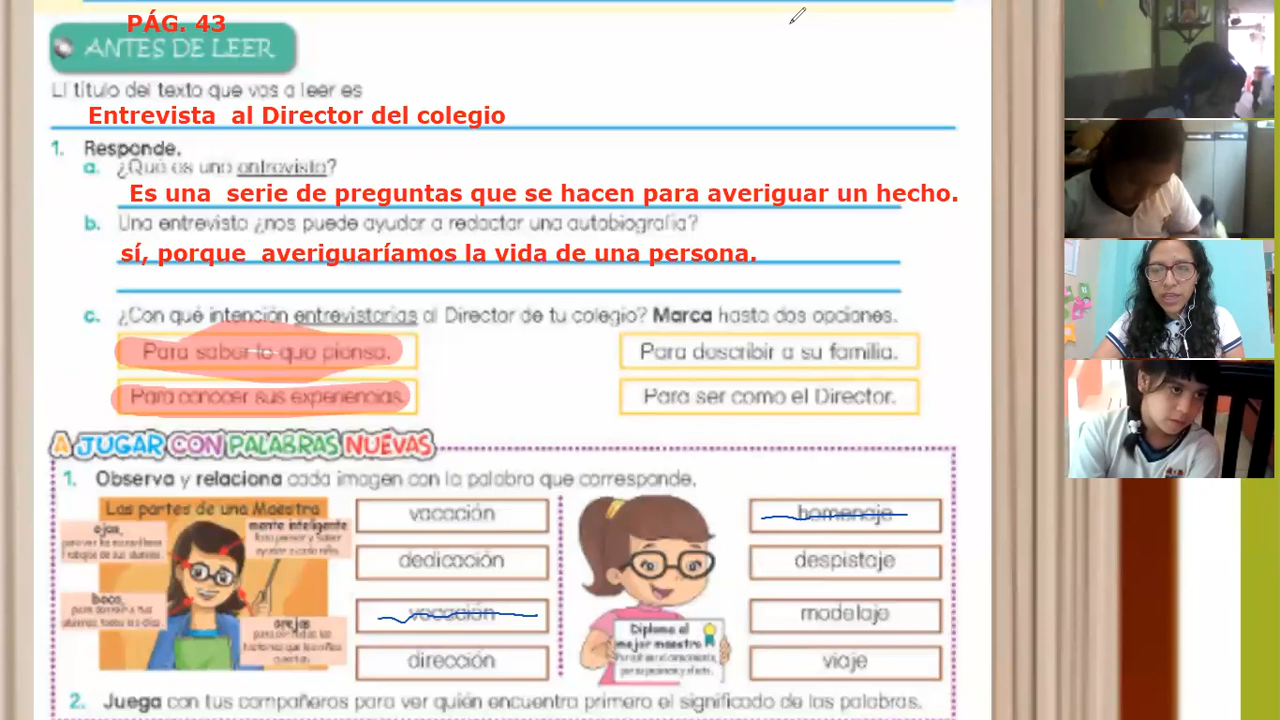 PÁG. 43
ANTES DE LEER
El título del texto que vas a leer es
Entrevista al Director del colegio
1. Responde.
a. ¿Qué es una entrevista?
Es una serie de preguntas que se hacen para averiguar un hecho.
b. Una entrevista ¿nos puede ayudar a redactar una autobiografía?
sí, porque averiguaríamos la vida de una persona.
c. ¿Con qué intención entrevistarías al Director de tu colegio? Marca hasta dos opciones.
Para saber lo que piensa.
Para describir a su familia.
Para conocer sus experiencias.
Para ser como el Director.
A JUGAR CON PALABRAS NUEVAS
1. Observa y relaciona cada imagen con la palabra que corresponde.
Las partes de una Maestra
ojos,
mente inteligente
boca,
orejas
vacación
dedicación
vocación
dirección
Diploma al
mejor maestro
homenaje
despistaje
modelaje
viaje
2. Juega con tus compañeros para ver quién encuentra primero el significado de las palabras.